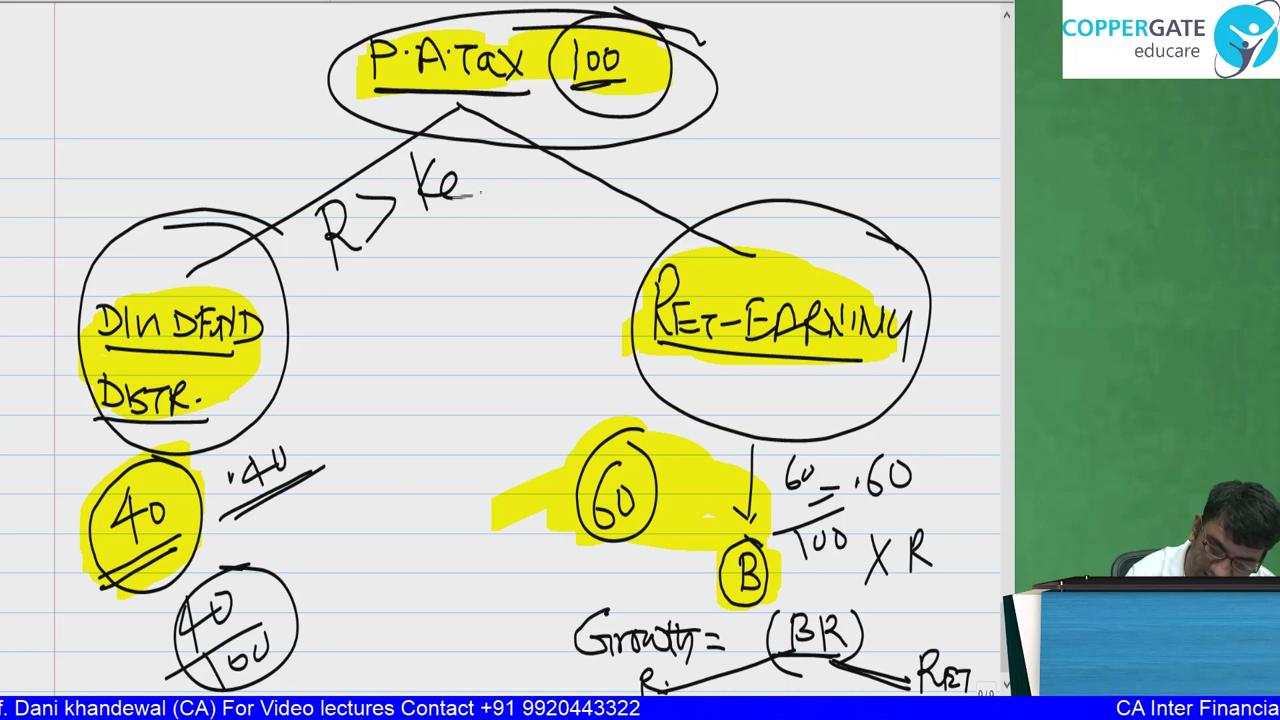 COPPERGATE
educare
P.A.Tax 100
R > Ke
DIVIDEND
DISTR.
RET-EARNING
40
.40
60
60
100
= .60
X R
B
40
100
Growth = (BR)
R.
RET
f. Dani khandewal (CA) For Video lectures Contact +91 9920443322
CA Inter Financia